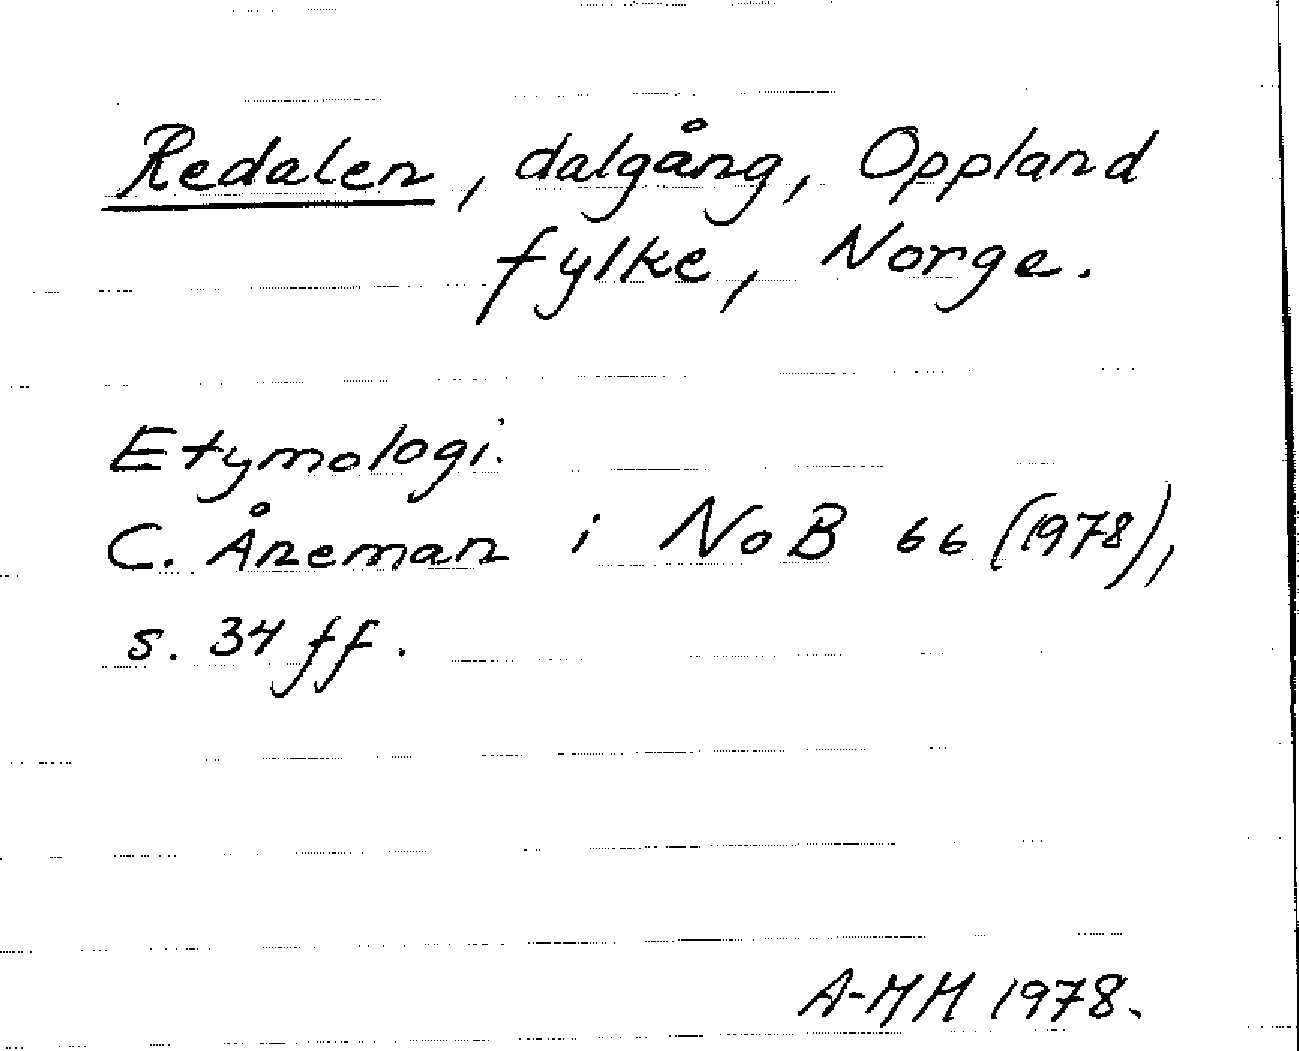 Redalen, dalgång, Oppland
fylke, Norge.
Etymologi.
C. Åneman i NoB 66 (1978),
s. 34 ff.
A-MH 1978.